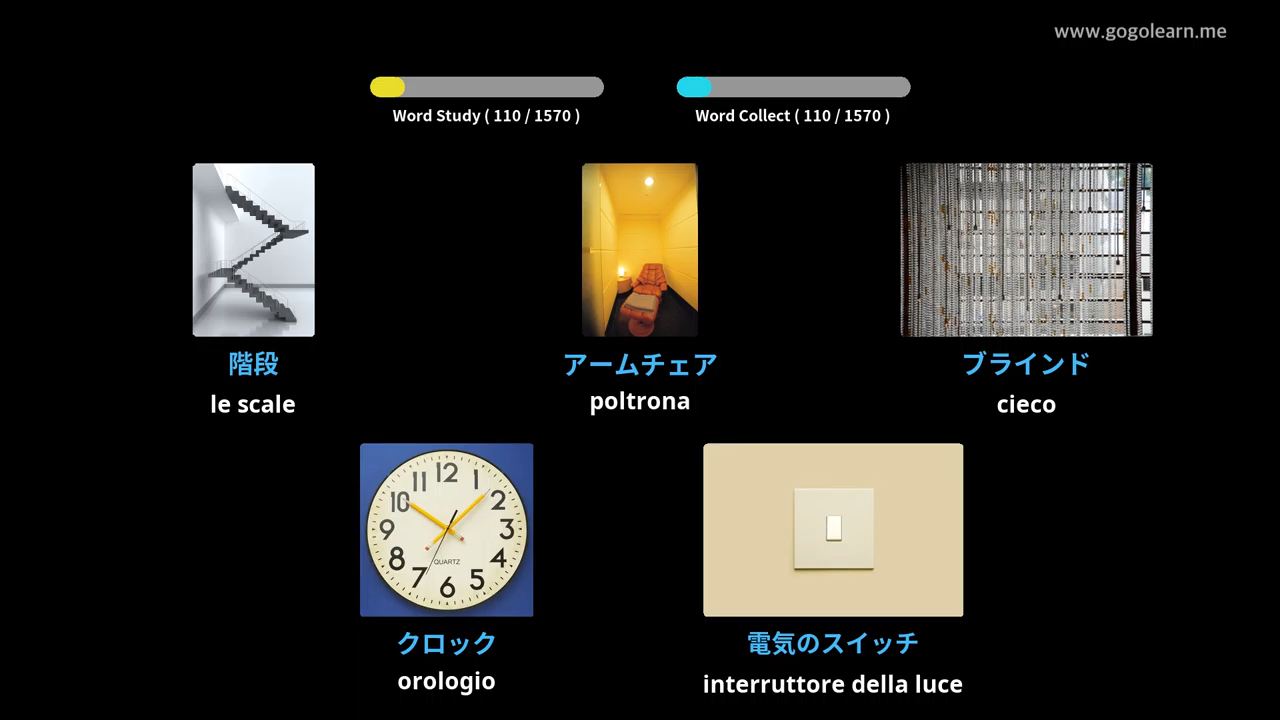 www.gogolearn.me
Word Study ( 110 / 1570 )
Word Collect ( 110 / 1570 )
階段
アームチェア
ブラインド
le scale
poltrona
cieco
12
11
1
10
2
9
3
8
4
7
5
6
QUARTZ
クロック
電気のスイッチ
orologio
interruttore della luce